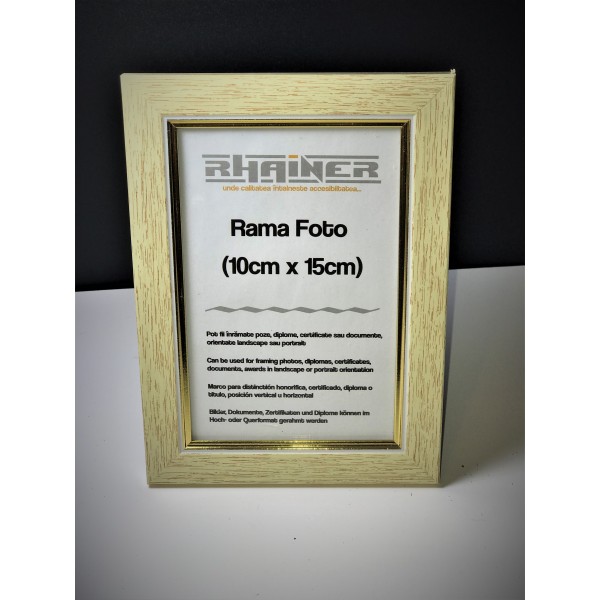 RHAINER
unde calitatea întâlneste accesibilitatea...
Rama Foto
(10cm x 15cm)
Pot fi înrămate poze, diplome, certificate sau documente,
orientate landscape sau portrait
Can be used for framing photos, diplomas, certificates,
documents, awards in landscape or portrait orientation
Marco para distinctión honorifica, certificado, diploma o
titulo, posición vertical u horizontal
Bilder, Dokumente, Zertifikaten und Diplome können im
Hoch- oder Querformat gerahmt werden